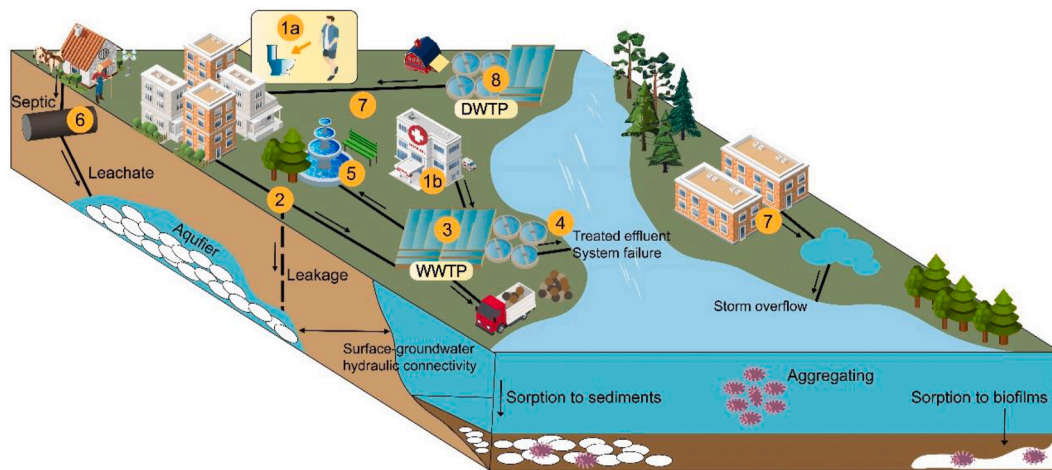 1a
8
DWTP
Septic
6
7
1b
5
Leachate
2
3
4
Treated effluent
System failure
7
Aqufier
WWTP
Leakage
Storm overflow
Surface-groundwater
hydraulic connectivity
Aggregating
Sorption to sediments
Sorption to biofilms